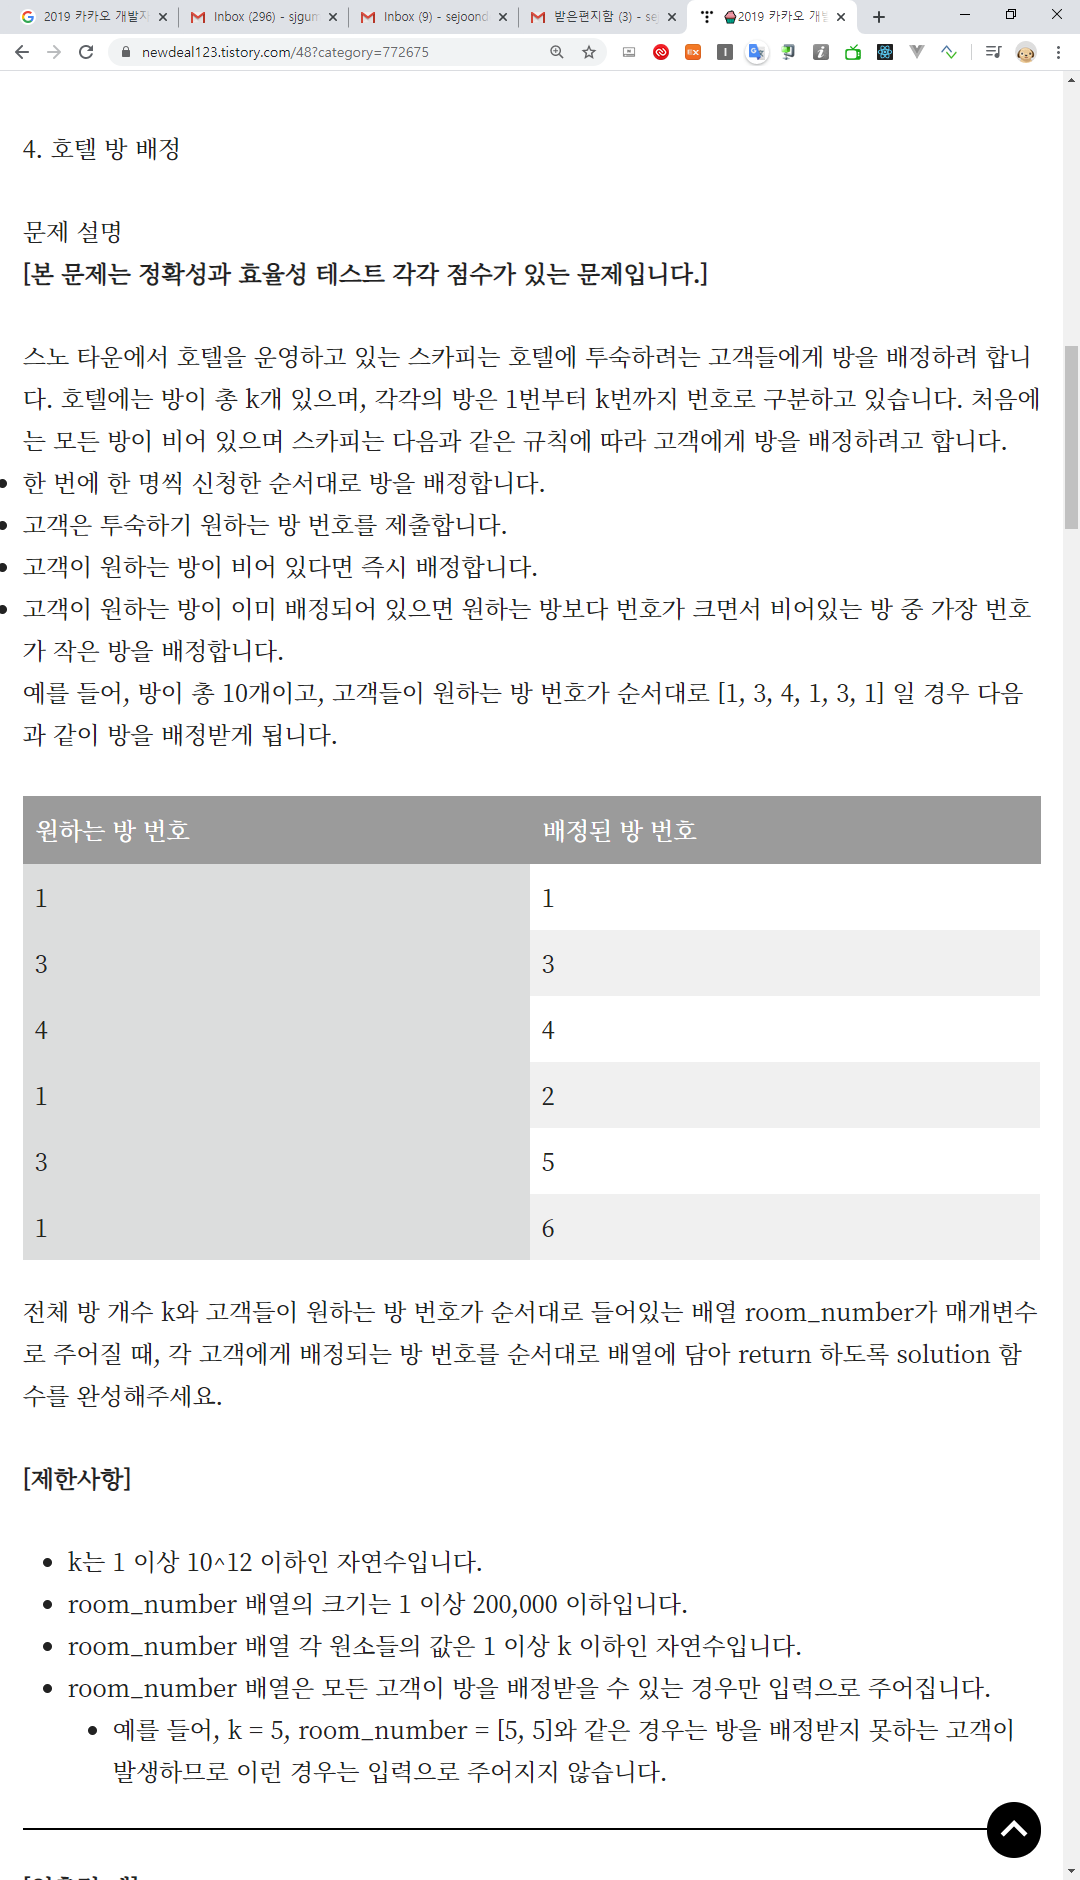 2019 카카오 개발자
Inbox (296) - sjgum
Inbox (9) - sejoond
받은편지함 (3) - se
2019 카카오 개발
newdeal123.tistory.com/48?category=772675
4. 호텔 방 배정
문제 설명
[본 문제는 정확성과 효율성 테스트 각각 점수가 있는 문제입니다.]
스노 타운에서 호텔을 운영하고 있는 스카피는 호텔에 투숙하려는 고객들에게 방을 배정하려 합니
다. 호텔에는 방이 총 k개 있으며, 각각의 방은 1번부터 k번까지 번호로 구분하고 있습니다. 처음에
는 모든 방이 비어 있으며 스카피는 다음과 같은 규칙에 따라 고객에게 방을 배정하려고 합니다.
한 번에 한 명씩 신청한 순서대로 방을 배정합니다.
고객은 투숙하기 원하는 방 번호를 제출합니다.
고객이 원하는 방이 비어 있다면 즉시 배정합니다.
고객이 원하는 방이 이미 배정되어 있으면 원하는 방보다 번호가 크면서 비어있는 방 중 가장 번호
가 작은 방을 배정합니다.
예를 들어, 방이 총 10개이고, 고객들이 원하는 방 번호가 순서대로 [1, 3, 4, 1, 3, 1] 일 경우 다음
과 같이 방을 배정받게 됩니다.
원하는 방 번호 배정된 방 번호
1 1
3 3
4 4
1 2
3 5
1 6
전체 방 개수 k와 고객들이 원하는 방 번호가 순서대로 들어있는 배열 room_number가 매개변수
로 주어질 때, 각 고객에게 배정되는 방 번호를 순서대로 배열에 담아 return 하도록 solution 함
수를 완성해주세요.
[제한사항]
k는 1 이상 10^12 이하인 자연수입니다.
room_number 배열의 크기는 1 이상 200,000 이하입니다.
room_number 배열 각 원소들의 값은 1 이상 k 이하인 자연수입니다.
room_number 배열은 모든 고객이 방을 배정받을 수 있는 경우만 입력으로 주어집니다.
예를 들어, k = 5, room_number = [5, 5]와 같은 경우는 방을 배정받지 못하는 고객이
발생하므로 이런 경우는 입력으로 주어지지 않습니다.